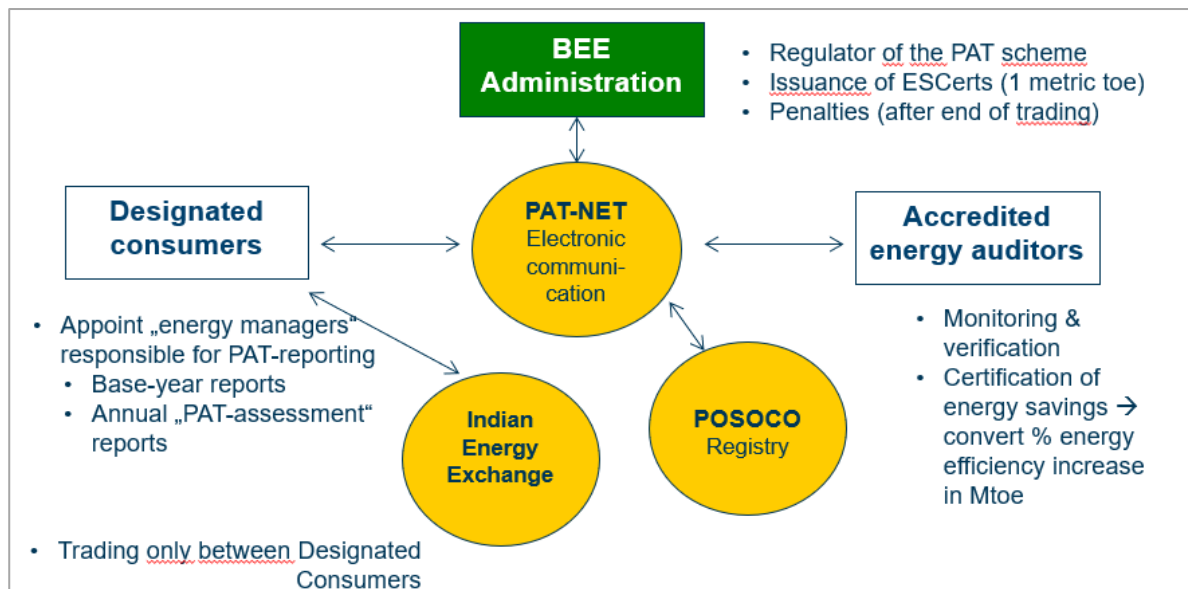 BEE
Administration
• Regulator of the PAT scheme
• Issuance of ESCerts (1 metric toe)
• Penalties (after end of trading)
Designated
consumers
PAT-NET
Electronic
communi-
cation
Accredited
energy auditors
• Appoint „energy managers“
responsible for PAT-reporting
• Base-year reports
• Annual „PAT-assessment“
reports
Indian
Energy
Exchange
POSOCO
Registry
• Monitoring &
verification
• Certification of
energy savings →
convert % energy
efficiency increase
in Mtoe
• Trading only between Designated
Consumers